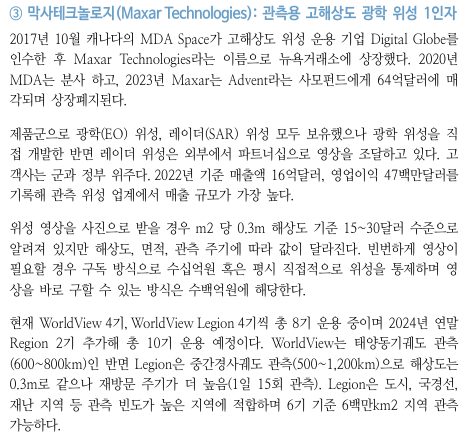 ③ 막사테크놀로지(Maxar Technologies): 관측용 고해상도 광학 위성 1인자
2017년 10월 캐나다의 MDA Space가 고해상도 위성 운용 기업 Digital Globe를
인수한 후 Maxar Technologies라는 이름으로 뉴욕거래소에 상장했다. 2020년
MDA는 분사 하고, 2023년 Maxar는 Advent라는 사모펀드에게 64억달러에 매
각되며 상장폐지된다.
제품군으로 광학(EO) 위성, 레이더(SAR) 위성 모두 보유했으나 광학 위성을 직
접 개발한 반면 레이더 위성은 외부에서 파트너십으로 영상을 조달하고 있다. 고
객사는 군과 정부 위주다. 2022년 기준 매출액 16억달러, 영업이익 47백만달러를
기록해 관측 위성 업계에서 매출 규모가 가장 높다.
위성 영상을 사진으로 받을 경우 m2 당 0.3m 해상도 기준 15~30달러 수준으로
알려져 있지만 해상도, 면적, 관측 주기에 따라 값이 달라진다. 빈번하게 영상이
필요할 경우 구독 방식으로 수십억원 혹은 평시 직접적으로 위성을 통제하며 영
상을 바로 구할 수 있는 방식은 수백억원에 해당한다.
현재 WorldView 4기, WorldView Legion 4기씩 총 8기 운용 중이며 2024년 연말
Region 2기 추가해 총 10기 운용 예정이다. WorldView는 태양동기궤도 관측
(600~800km)인 반면 Legion은 중간경사궤도 관측(500~1,200km)으로 해상도는
0.3m로 같으나 재방문 주기가 더 높음(1일 15회 관측). Legion은 도시, 국경선,
재난 지역 등 관측 빈도가 높은 지역에 적합하며 6기 기준 6백만km2 지역 관측
가능하다.